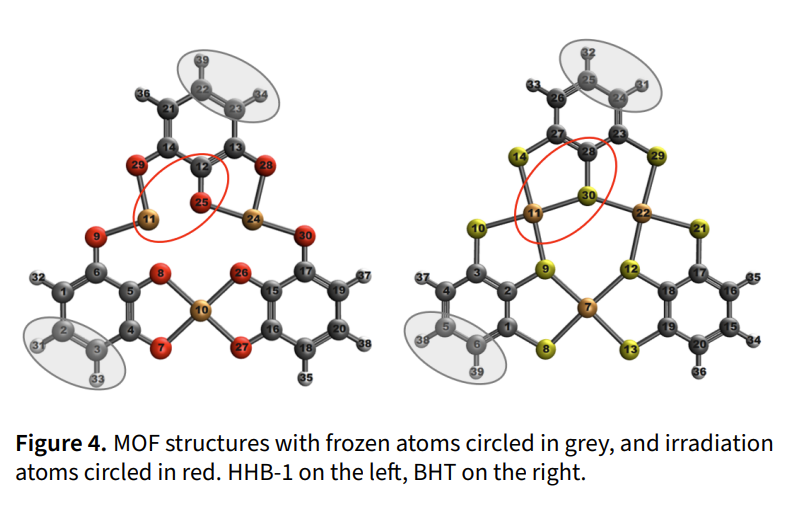 39
22
36 21 23 34
14 13
29 12 28
25
11 24
9 30
6 8 26 17
32 1 5 15 19 37
10
31 2 4 16 20 38
3 7 27 18
33 35
32
25
33 26 24 31
27 23
14 28 29
30
11 22
10 21
3 9 12 17
37 4 2 18 16 35
7
38 5 1 19 15 34
6 8 13 20
39 36
Figure 4. MOF structures with frozen atoms circled in grey, and irradiation
atoms circled in red. HHB-1 on the left, BHT on the right.